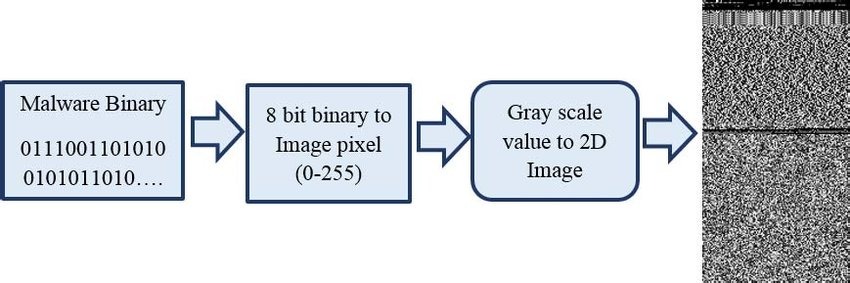 Malware Binary
0111001101010
0101011010....
8 bit binary to
Image pixel
(0-255)
Gray scale
value to 2D
Image